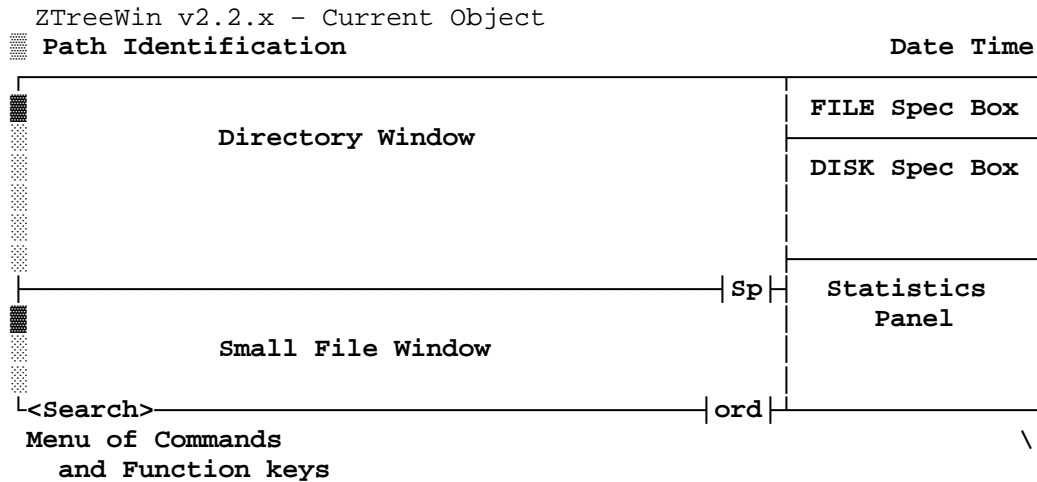 ZTreeWin v2.2.x – Current Object
Path Identification Date Time
FILE Spec Box
Directory Window
DISK Spec Box
Sp Statistics
Panel
Small File Window
<Search> ord
Menu of Commands \
and Function keys